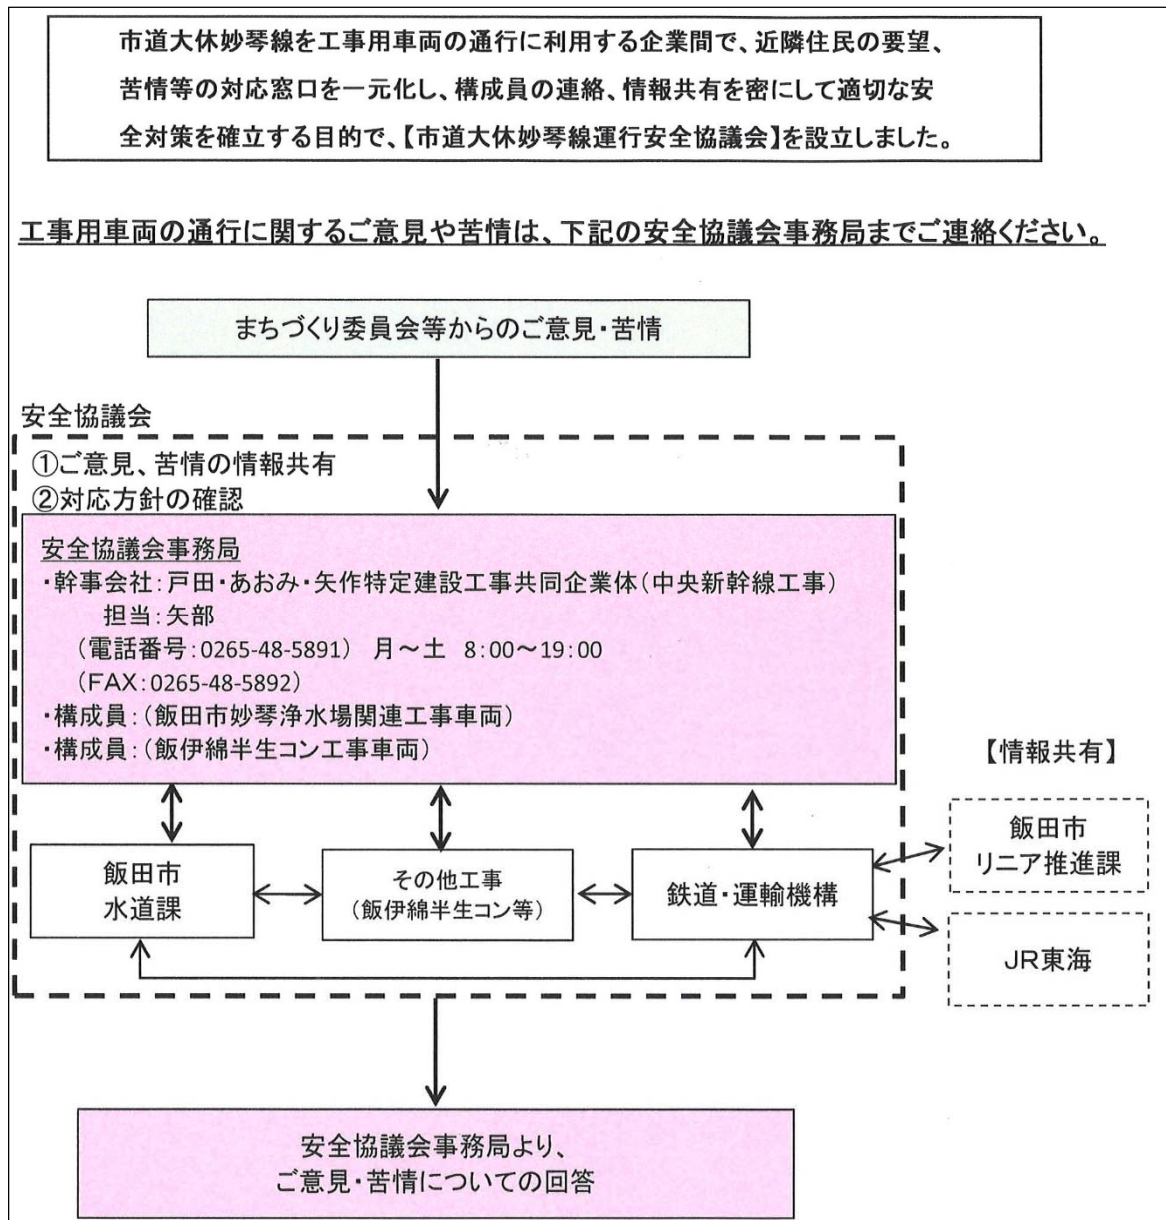 市道大休妙琴線を工事用車両の通行に利用する企業間で、近隣住民の要望、
苦情等の対応窓口を一元化し、構成員の連絡、情報共有を密にして適切な安
全対策を確立する目的で、【市道大休妙琴線運行安全協議会】を設立しました。
工事用車両の通行に関するご意見や苦情は、下記の安全協議会事務局までご連絡ください。
まちづくり委員会等からのご意見・苦情
安全協議会
①ご意見、苦情の情報共有
②対応方針の確認
安全協議会事務局
・幹事会社：戸田・あおみ・矢作特定建設工事共同企業体（中央新幹線工事）
担当：矢部
（電話番号：0265-48-5891） 月～土 8：00～19：00
（FAX：0265-48-5892）
・構成員：（飯田市妙琴浄水場関連工事車両）
・構成員：（飯伊綿半生コン工事車両）
飯田市
水道課
その他工事
（飯伊綿半生コン等）
鉄道・運輸機構
【情報共有】
飯田市
リニア推進課
JR東海
安全協議会事務局より、
ご意見・苦情についての回答